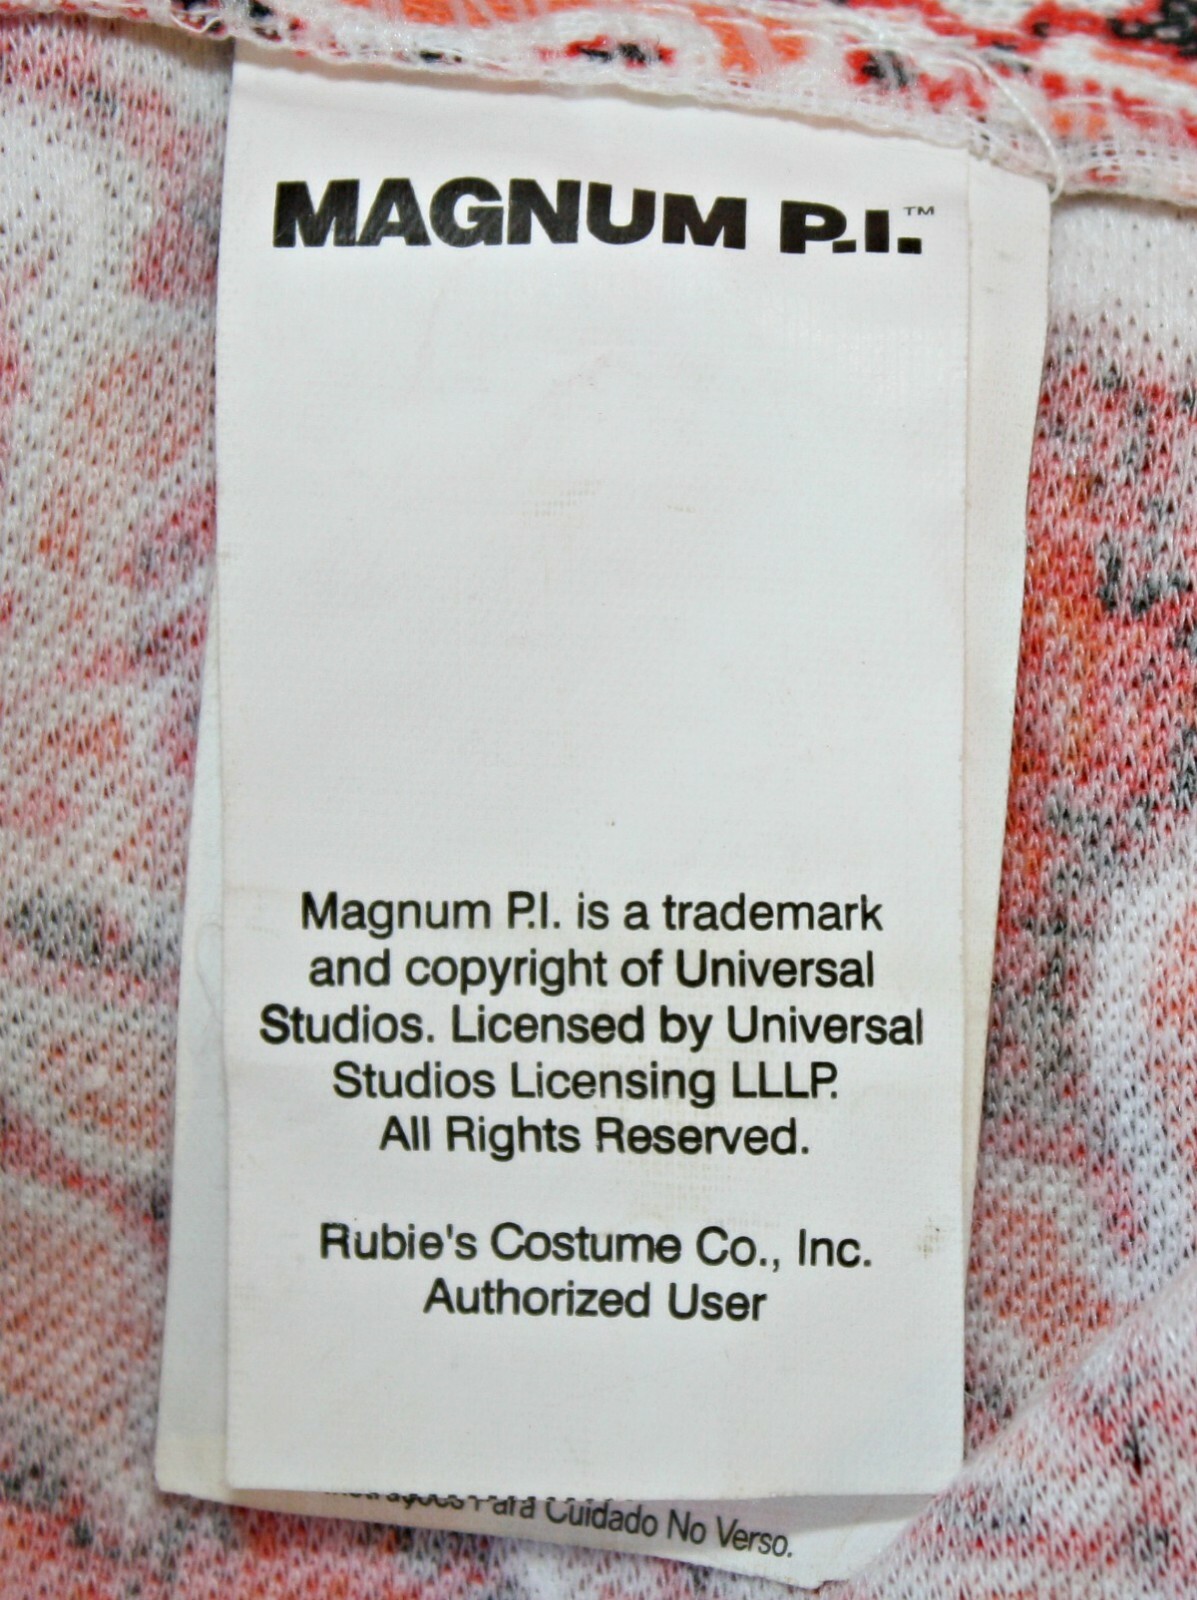 MAGNUM P.I.™
Magnum P.I. is a trademark
and copyright of Universal
Studios. Licensed by Universal
Studios Licensing LLLP.
All Rights Reserved.
Rubie's Costume Co., Inc.
Authorized User
Para Cuidado No Verso.